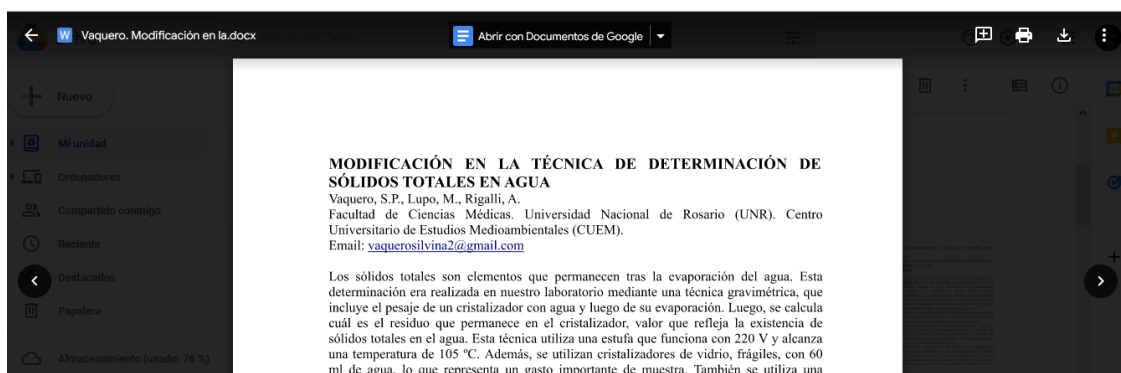 W Vaquero. Modificación en la.docx
Abrir con Documentos de Google
Nuevo
Mi unidad
Ordenadores
Compartido conmigo
Reciente
Destacados
Papelera
Almacenamiento (usado: 76 %)
MODIFICACIÓN EN LA TÉCNICA DE DETERMINACIÓN DE
SÓLIDOS TOTALES EN AGUA
Vaquero, S.P., Lupo, M., Rigalli, A.
Facultad de Ciencias Médicas. Universidad Nacional de Rosario (UNR). Centro
Universitario de Estudios Medioambientales (CUEM).
Email: vaquerosilvina2@gmail.com
Los sólidos totales son elementos que permanecen tras la evaporación del agua. Esta
determinación era realizada en nuestro laboratorio mediante una técnica gravimétrica, que
incluye el pesaje de un cristalizador con agua y luego de su evaporación. Luego, se calcula
cuál es el residuo que permanece en el cristalizador, valor que refleja la existencia de
sólidos totales en el agua. Esta técnica utiliza una estufa que funciona con 220 V y alcanza
una temperatura de 105 ºC. Además, se utilizan cristalizadores de vidrio, frágiles, con 60
ml de agua, lo que representa un gasto importante de muestra. También se utiliza una